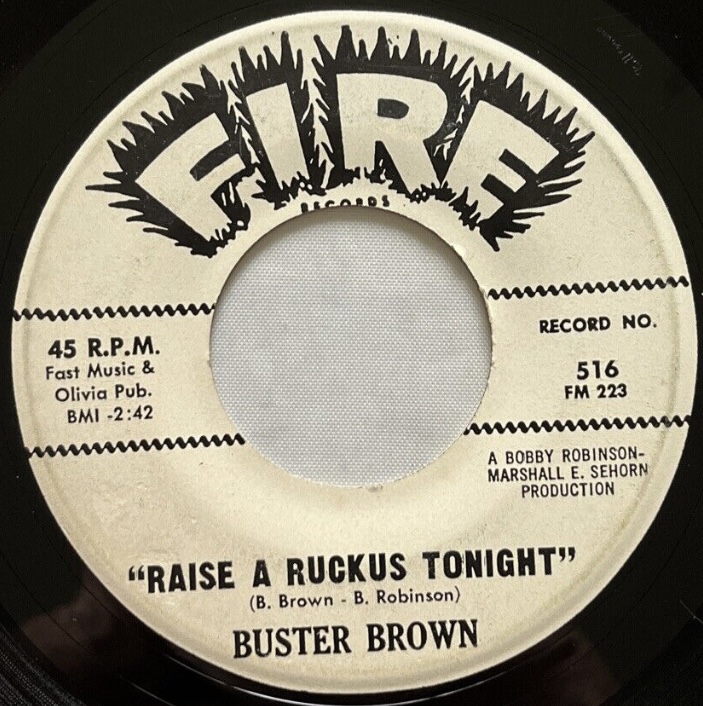 FIRE
RECORDS
45 R.P.M.
Fast Music &
Olivia Pub.
BMI -2:42
RECORD NO.
516
FM 223
A BOBBY ROBINSON-
MARSHALL E. SEHORN
PRODUCTION
"RAISE A RUCKUS TONIGHT"
(B. Brown - B. Robinson)
BUSTER BROWN